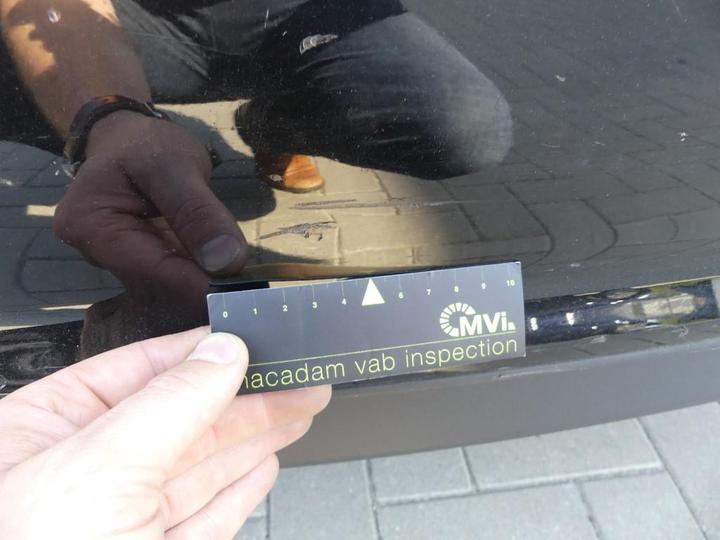 0 1 2 3 4 6 7 8 9 10
MVi.
macadam vab inspection